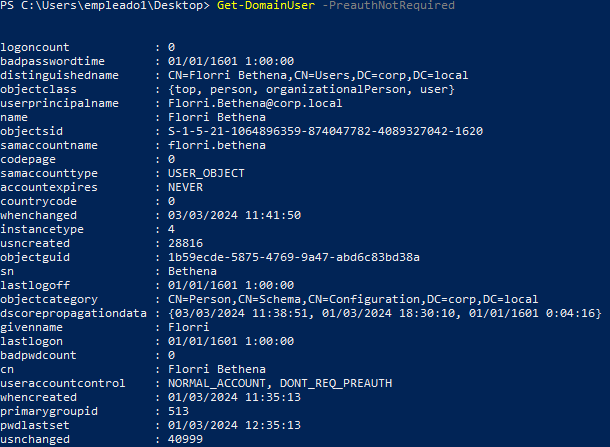 PS C:\Users\empleado1\Desktop> Get-DomainUser -PreauthNotRequired
logoncount : 0
badpasswordtime : 01/01/1601 1:00:00
distinguishedname : CN=Florri Bethena,CN=Users,DC=corp,DC=local
objectclass : {top, person, organizationalPerson, user}
userprincipalname : Florri.Bethena@corp.local
name : Florri Bethena
objectsid : S-1-5-21-1064896359-874047782-4089327042-1620
samaccountname : florri.bethena
codepage : 0
samaccounttype : USER_OBJECT
accountexpires : NEVER
countrycode : 0
whenchanged : 03/03/2024 11:41:50
instancetype : 4
usncreated : 28816
objectguid : 1b59ecde-5875-4769-9a47-abd6c83bd38a
sn : Bethena
lastlogoff : 01/01/1601 1:00:00
objectcategory : CN=Person,CN=Schema,CN=Configuration,DC=corp,DC=local
dscorepropagationdata : {03/03/2024 11:38:51, 01/03/2024 18:30:10, 01/01/1601 0:04:16}
givenname : Florri
lastlogon : 01/01/1601 1:00:00
badpwdcount : 0
cn : Florri Bethena
useraccountcontrol : NORMAL_ACCOUNT, DONT_REQ_PREAUTH
whencreated : 01/03/2024 11:35:13
primarygroupid : 513
pwdlastset : 01/03/2024 12:35:13
usnchanged : 40999